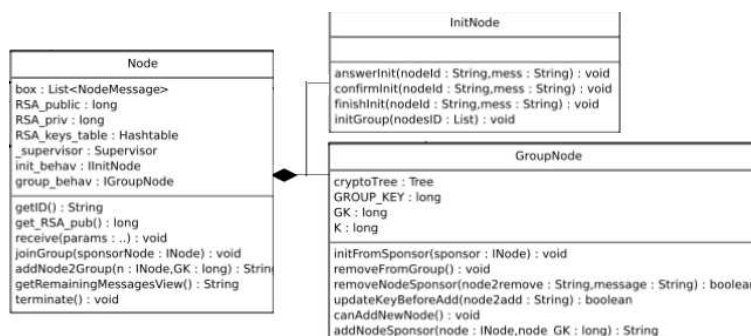 Node
box : List<NodeMessage>
RSA_public : long
RSA_priv : long
RSA_keys_table : Hashtable
_supervisor : Supervisor
init_behav : IInitNode
group_behav : IGroupNode
getID() : String
get_RSA_pub() : long
receive(params : ..) : void
joinGroup(sponsorNode : INode) : void
addNode2Group(n : INode,GK : long) : Strin
getRemainingMessagesView() : String
terminate() : void
InitNode
answerInit(nodeId : String,mess : String) : void
confirmInit(nodeId : String,mess : String) : void
finishInit(nodeId : String,mess : String) : void
initGroup(nodesID : List) : void
GroupNode
cryptoTree : Tree
GROUP_KEY : long
GK : long
K : long
initFromSponsor(sponsor : INode) : void
removeFromGroup() : void
removeNodeSponsor(node2remove : String,message : String) : boolean
updateKeyBeforeAdd(node2add : String) : boolean
canAddNewNode() : void
addNodeSponsor(node : INode,node_GK : long) : String